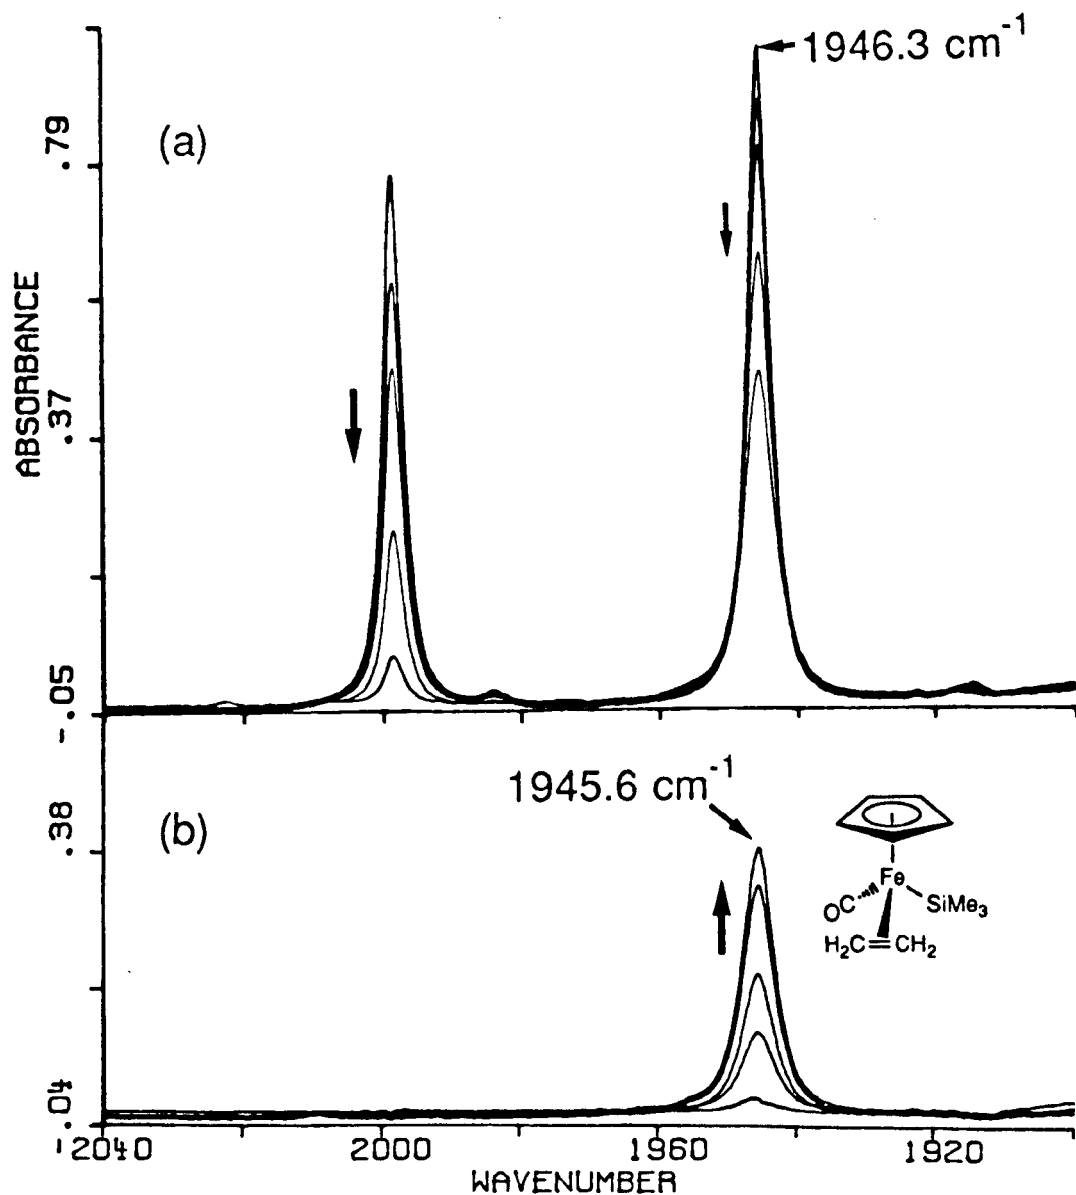 1946.3 cm-1
(a)
.79
ABSORBANCE
.37
-.05
1945.6 cm-1
(b)
.38
Fe
OC
SiMe3
H2C=CH2
.04
2040
2000
1960
1920
WAVENUMBER